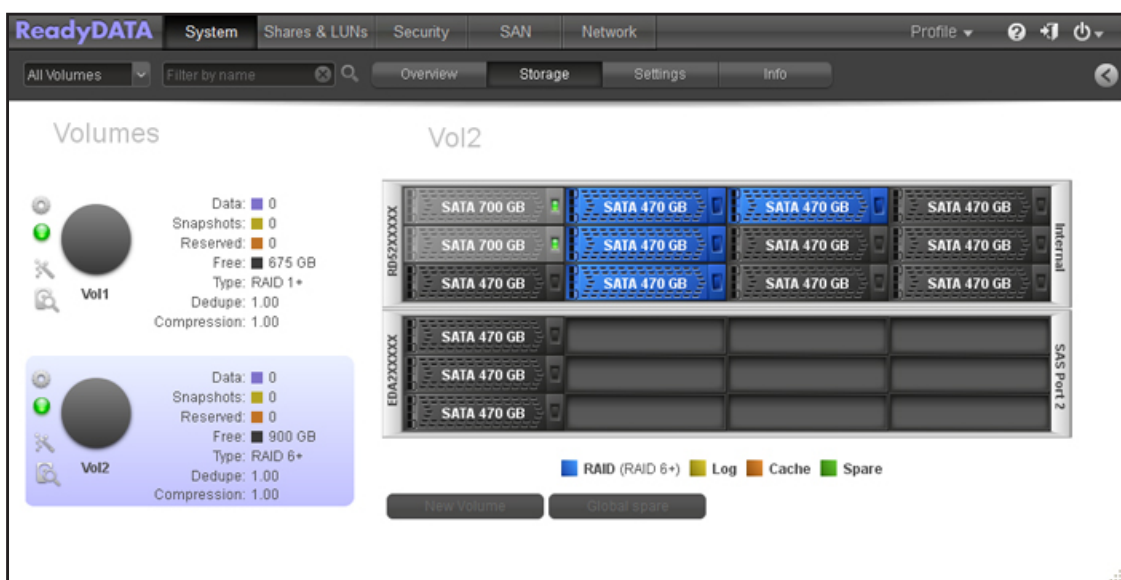 ReadyDATA System Shares & LUNs Security SAN Network Profile
All Volumes Filter by name Overview Storage Settings Info
Volumes
Data: 0
Snapshots: 0
Reserved: 0
Free: 675 GB
Type: RAID 1+
Dedupe: 1.00
Compression: 1.00
Vol1
Data: 0
Snapshots: 0
Reserved: 0
Free: 900 GB
Type: RAID 6+
Dedupe: 1.00
Compression: 1.00
Vol2
Vol2
RD52XXXXX
SATA 700 GB SATA 470 GB SATA 470 GB SATA 470 GB
SATA 700 GB SATA 470 GB SATA 470 GB SATA 470 GB
SATA 470 GB SATA 470 GB SATA 470 GB SATA 470 GB
Internal
EDA2XXXXX
SATA 470 GB
SATA 470 GB
SATA 470 GB
SAS Port 2
RAID (RAID 6+) Log Cache Spare
New Volume Global spare